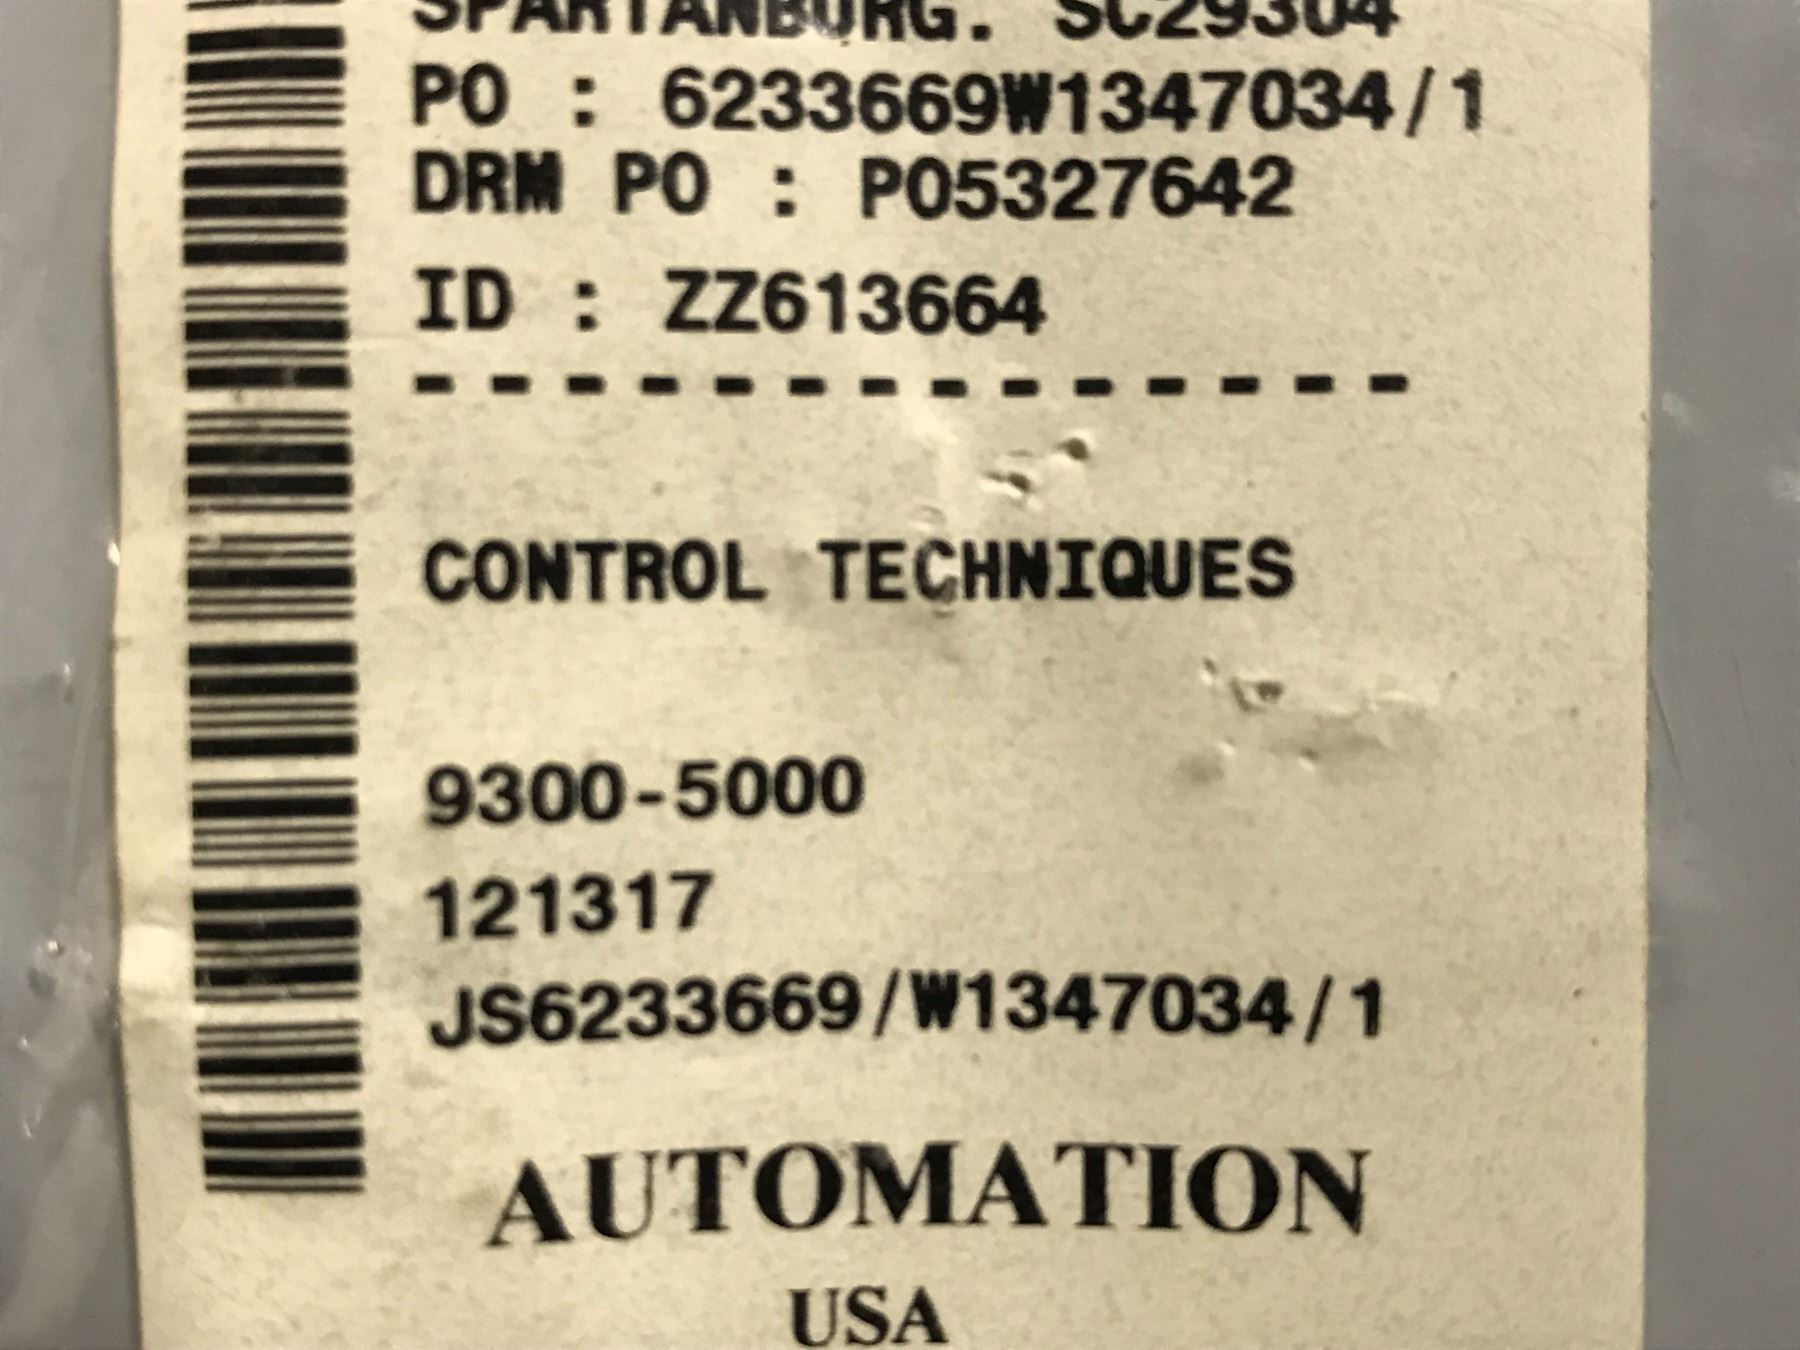 SPARTANBURG. SC29304
PO : 6233669W1347034/1
DRM PO : PO5327642
ID : ZZ613664
- - - - - - - - - - - - - -
CONTROL TECHNIQUES
9300-5000
121317
JS6233669/W1347034/1
AUTOMATION
USA